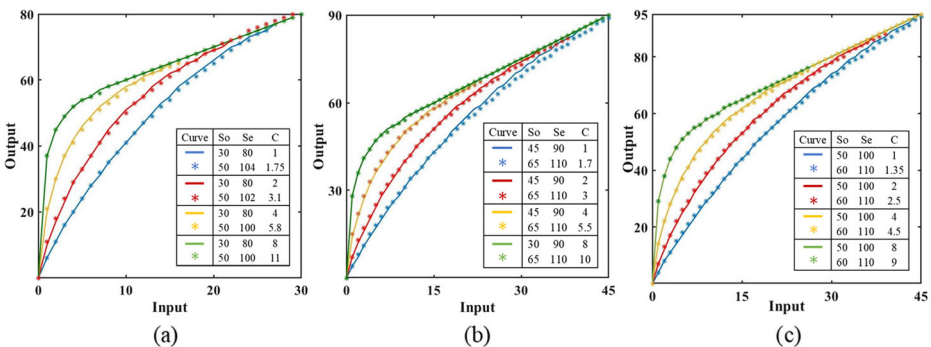 80
60
40
20
0
10
20
30
Output
Input
Curve So Se C
30 80 1
50 104 1.75
30 80 2
50 102 3.1
30 80 4
50 100 5.8
30 80 8
50 100 11
(a)
90
60
30
0
15
30
45
Output
Input
Curve So Se C
45 90 1
65 110 1.7
45 90 2
65 110 3
45 90 4
65 110 5.5
30 90 8
65 110 10
(b)
95
84
56
28
0
15
30
45
Output
Input
Curve So Se C
50 100 1
60 110 1.35
50 100 2
60 110 2.5
50 100 4
60 110 4.5
50 100 8
60 110 9
(c)